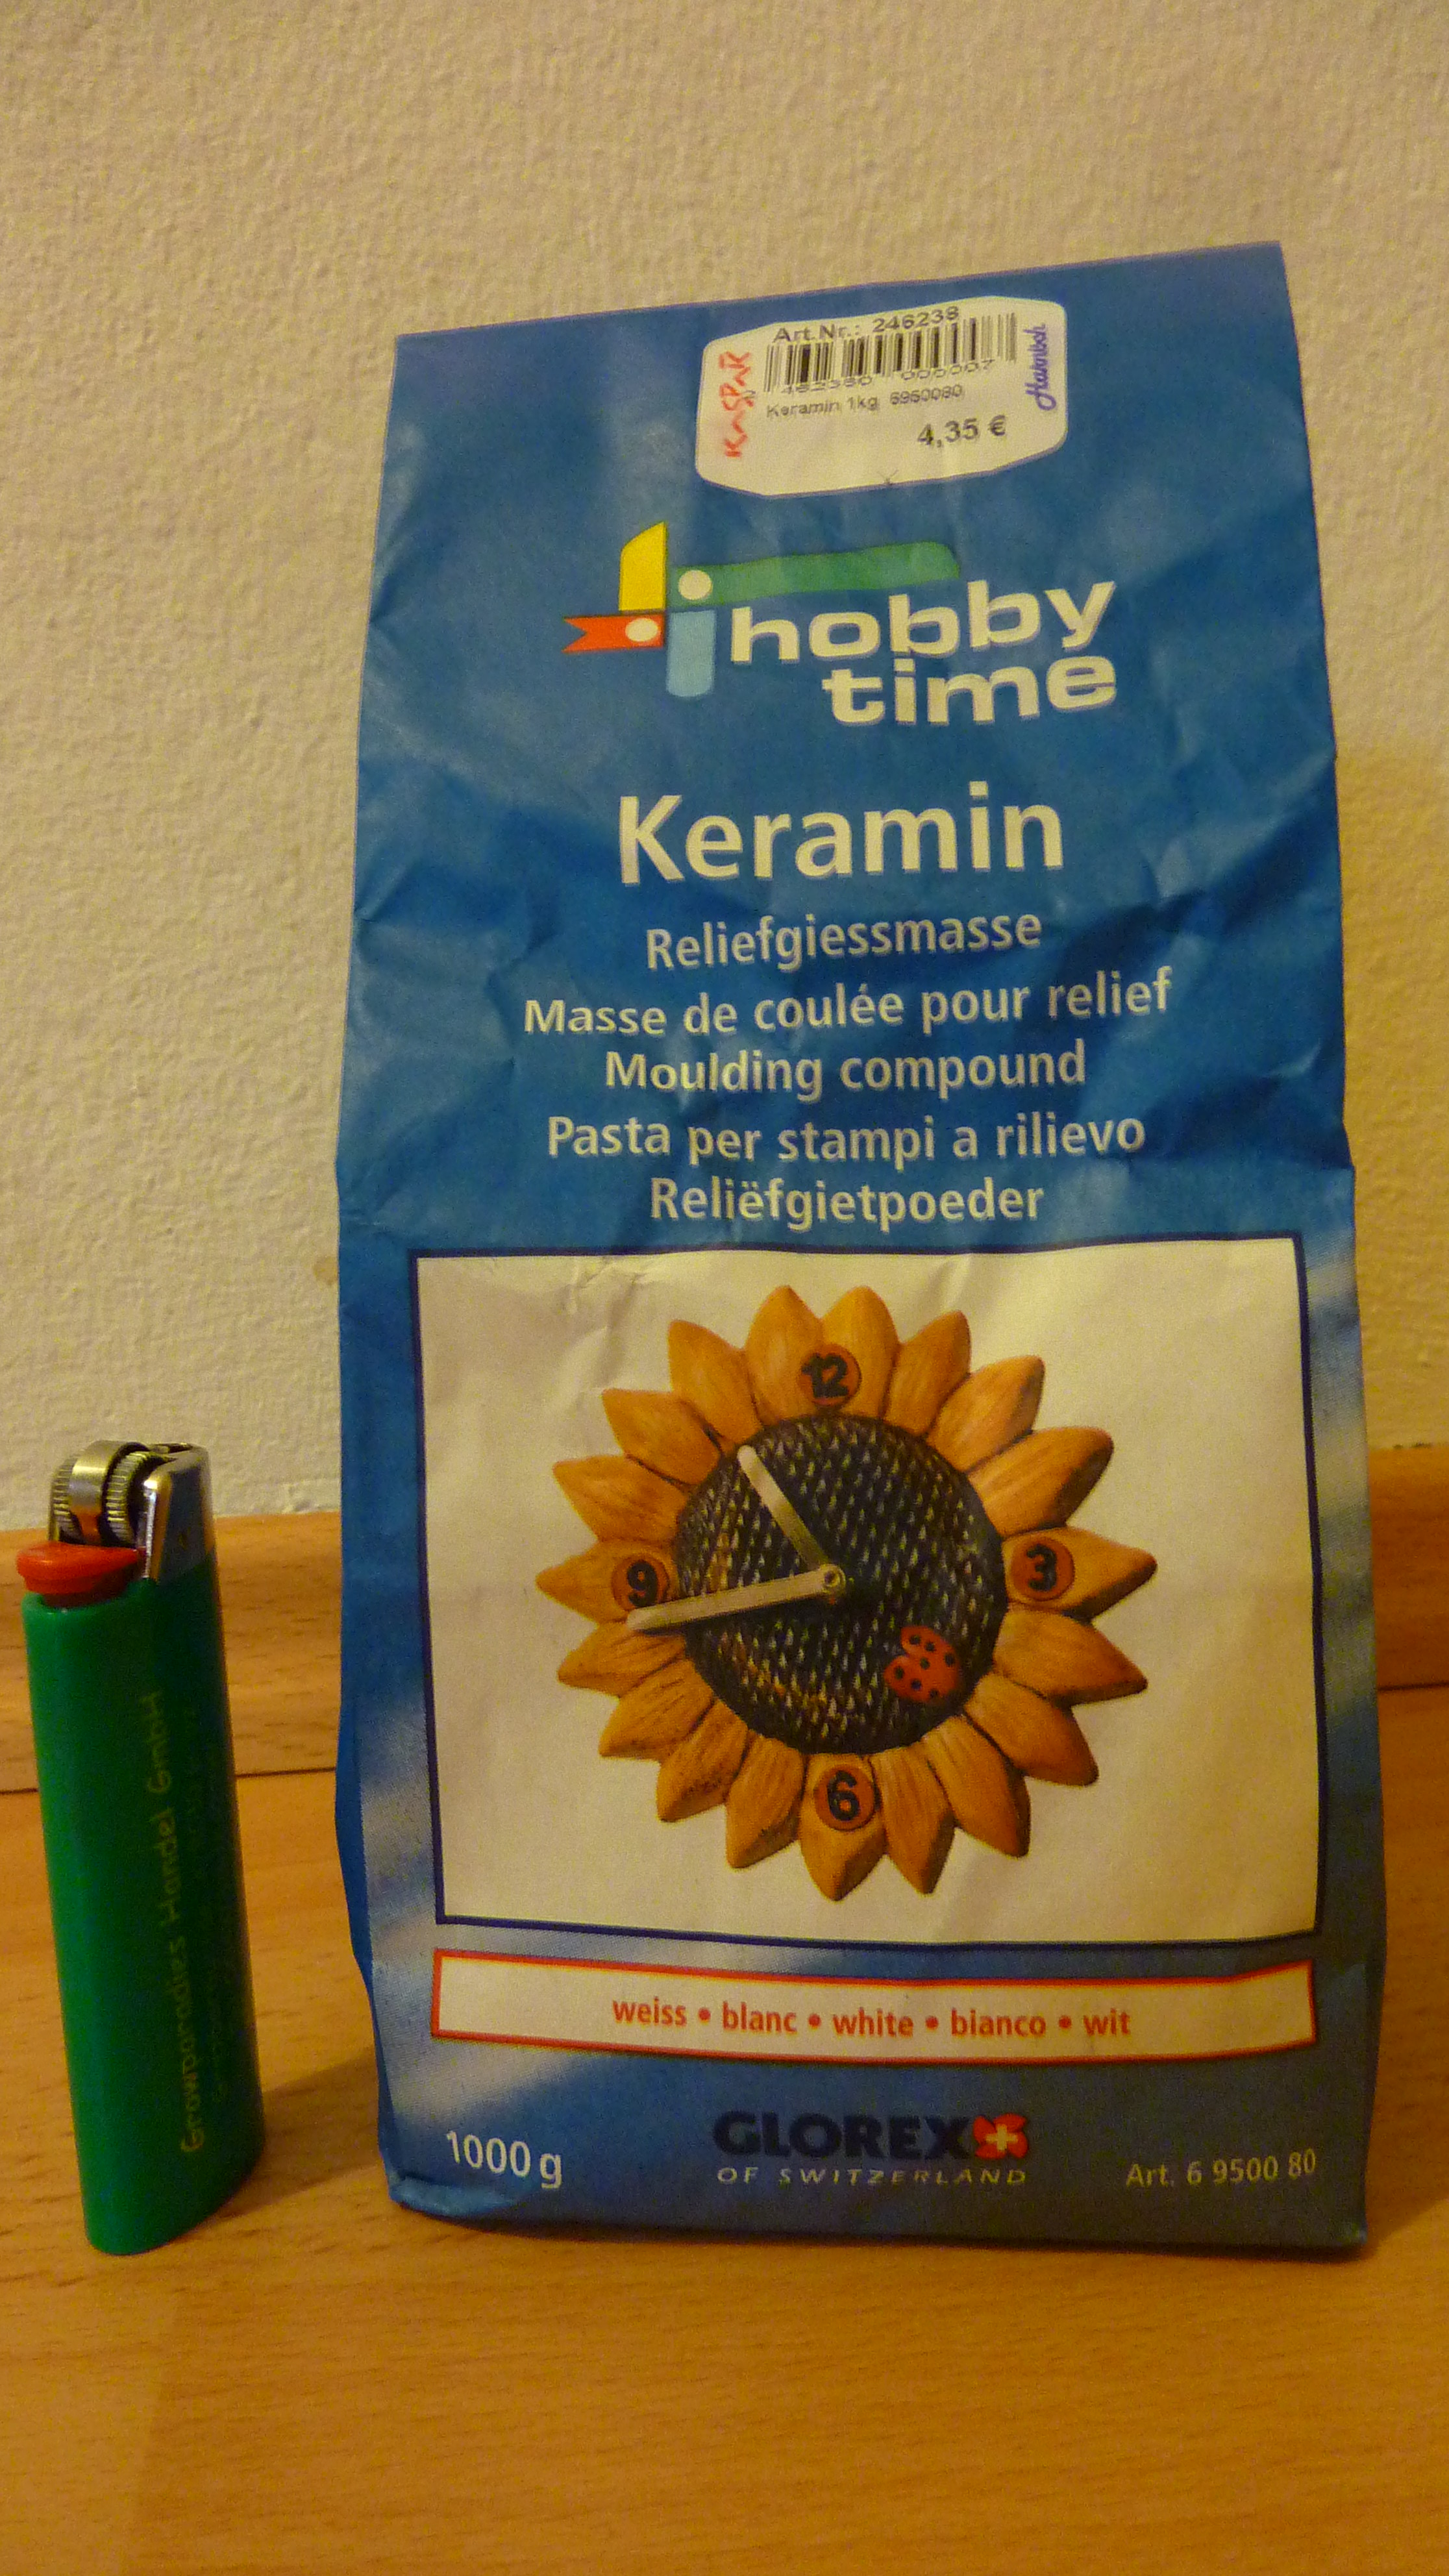 Art.Nr.: 246238
KASPAR
Keramin 1kg 6950080
4,35 €
Harnisch
hobby
time
Keramin
Reliefgiessmasse
Masse de coulée pour relief
Moulding compound
Pasta per stampi a rilievo
Reliëfgietpoeder
12
9
3
6
weiss • blanc • white • bianco • wit
1000 g
GLOREX
OF SWITZERLAND
Art. 6 9500 80
Growparadies Handel GmbH